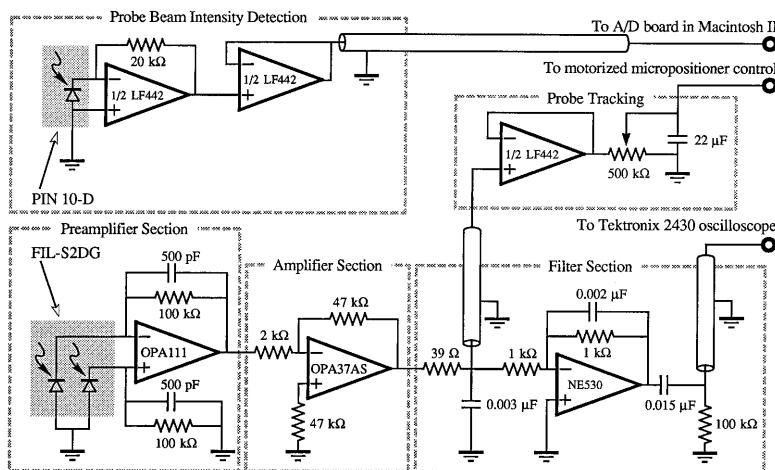 Probe Beam Intensity Detection
20 kΩ
1/2 LF442
1/2 LF442
To A/D board in Macintosh II
To motorized micropositioner control
PIN 10-D
Probe Tracking
1/2 LF442
500 kΩ
22 µF
To Tektronix 2430 oscilloscope
Preamplifier Section
FIL-S2DG
500 pF
100 kΩ
OPA111
500 pF
100 kΩ
Amplifier Section
47 kΩ
2 kΩ
OPA37AS
47 kΩ
Filter Section
39 Ω
0.003 µF
0.002 µF
1 kΩ
1 kΩ
NE530
0.015 µF
100 kΩ